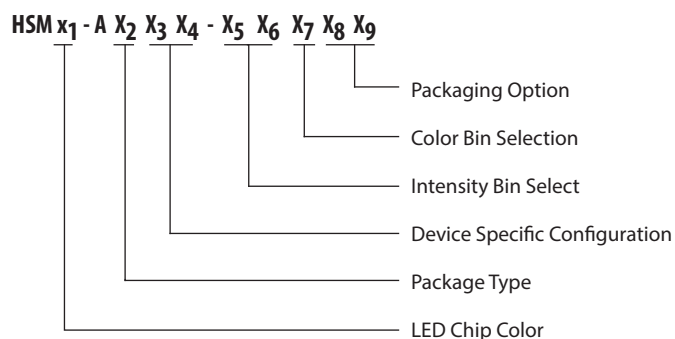 HSM x1 - A X2 X3 X4 - X5 X6 X7 X8 X9
Packaging Option
Color Bin Selection
Intensity Bin Select
Device Specific Configuration
Package Type
LED Chip Color